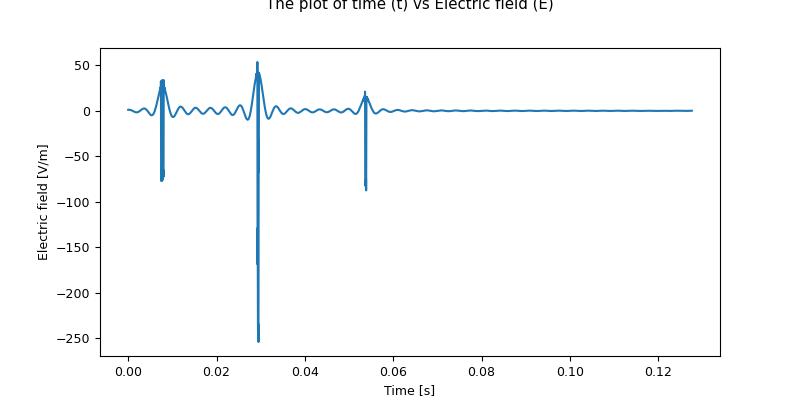 The plot of time (t) vs Electric field (E)
50
0
−50
−100
−150
−200
−250
Electric field [V/m]
0.00 0.02 0.04 0.06 0.08 0.10 0.12
Time [s]